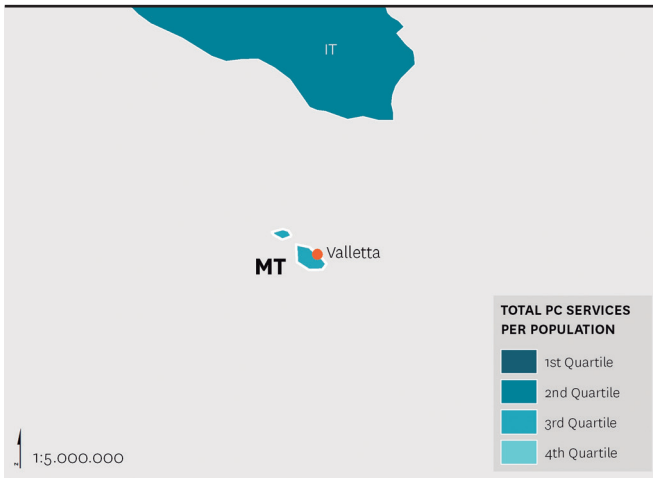 IT
Valletta
MT
TOTAL PC SERVICES
PER POPULATION
1st Quartile
2nd Quartile
3rd Quartile
4th Quartile
N
1:5.000.000